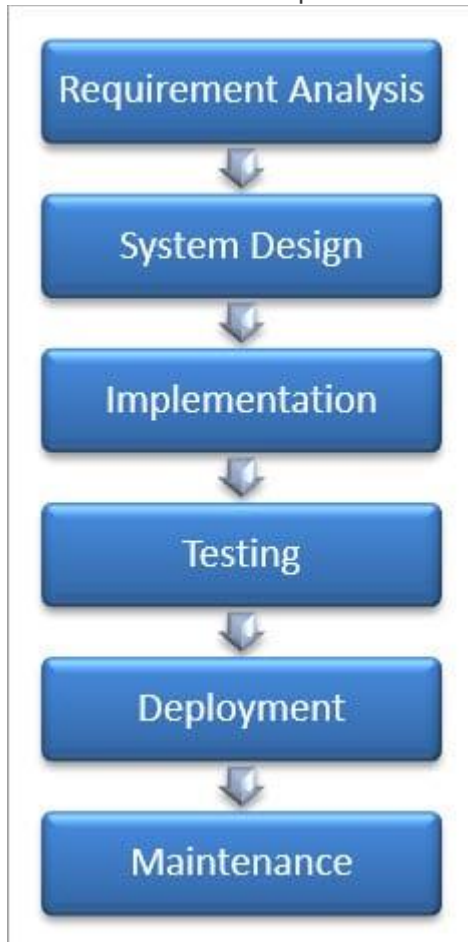 Requirement Analysis
System Design
Implementation
Testing
Deployment
Maintenance